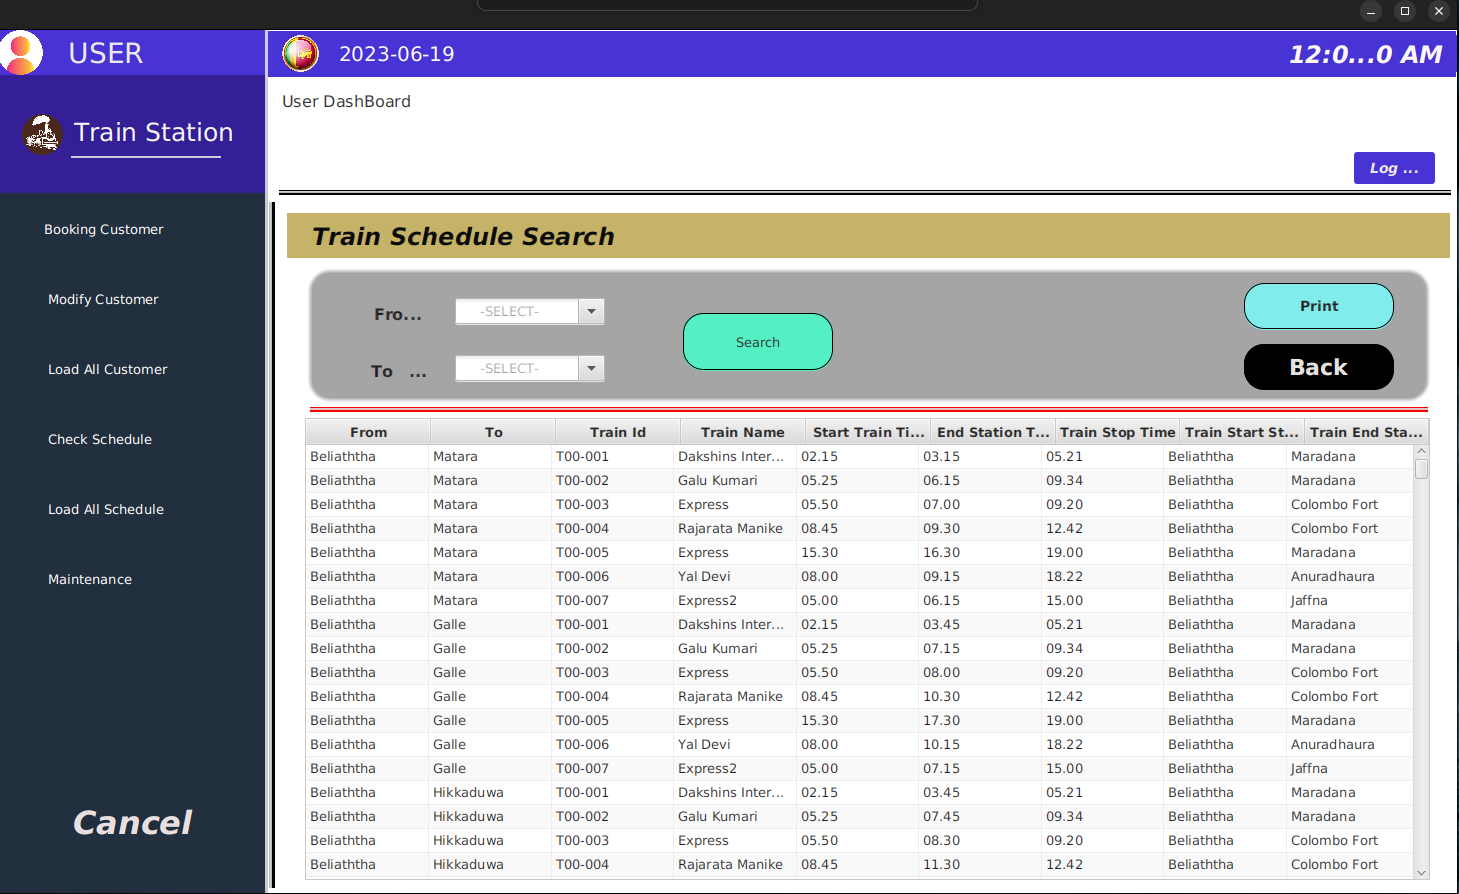 USER
2023-06-19
12:0...0 AM
Train Station
User DashBoard
Log ...
Booking Customer
Modify Customer
Load All Customer
Check Schedule
Load All Schedule
Maintenance
Cancel
Train Schedule Search
Fro... -SELECT-
To ... -SELECT-
Search
Print
Back
From To Train Id Train Name Start Train Ti... End Station T... Train Stop Time Train Start St... Train End Sta...
Beliaththa Matara T00-001 Dakshins Inter... 02.15 03.15 05.21 Beliaththa Maradana
Beliaththa Matara T00-002 Galu Kumari 05.25 06.15 09.34 Beliaththa Maradana
Beliaththa Matara T00-003 Express 05.50 07.00 09.20 Beliaththa Colombo Fort
Beliaththa Matara T00-004 Rajarata Manike 08.45 09.30 12.42 Beliaththa Colombo Fort
Beliaththa Matara T00-005 Express 15.30 16.30 19.00 Beliaththa Maradana
Beliaththa Matara T00-006 Yal Devi 08.00 09.15 18.22 Beliaththa Anuradhaura
Beliaththa Matara T00-007 Express2 05.00 06.15 15.00 Beliaththa Jaffna
Beliaththa Galle T00-001 Dakshins Inter... 02.15 03.45 05.21 Beliaththa Maradana
Beliaththa Galle T00-002 Galu Kumari 05.25 07.15 09.34 Beliaththa Maradana
Beliaththa Galle T00-003 Express 05.50 08.00 09.20 Beliaththa Colombo Fort
Beliaththa Galle T00-004 Rajarata Manike 08.45 10.30 12.42 Beliaththa Colombo Fort
Beliaththa Galle T00-005 Express 15.30 17.30 19.00 Beliaththa Maradana
Beliaththa Galle T00-006 Yal Devi 08.00 10.15 18.22 Beliaththa Anuradhaura
Beliaththa Galle T00-007 Express2 05.00 07.15 15.00 Beliaththa Jaffna
Beliaththa Hikkaduwa T00-001 Dakshins Inter... 02.15 03.45 05.21 Beliaththa Maradana
Beliaththa Hikkaduwa T00-002 Galu Kumari 05.25 07.45 09.34 Beliaththa Maradana
Beliaththa Hikkaduwa T00-003 Express 05.50 08.30 09.20 Beliaththa Colombo Fort
Beliaththa Hikkaduwa T00-004 Rajarata Manike 08.45 11.30 12.42 Beliaththa Colombo Fort